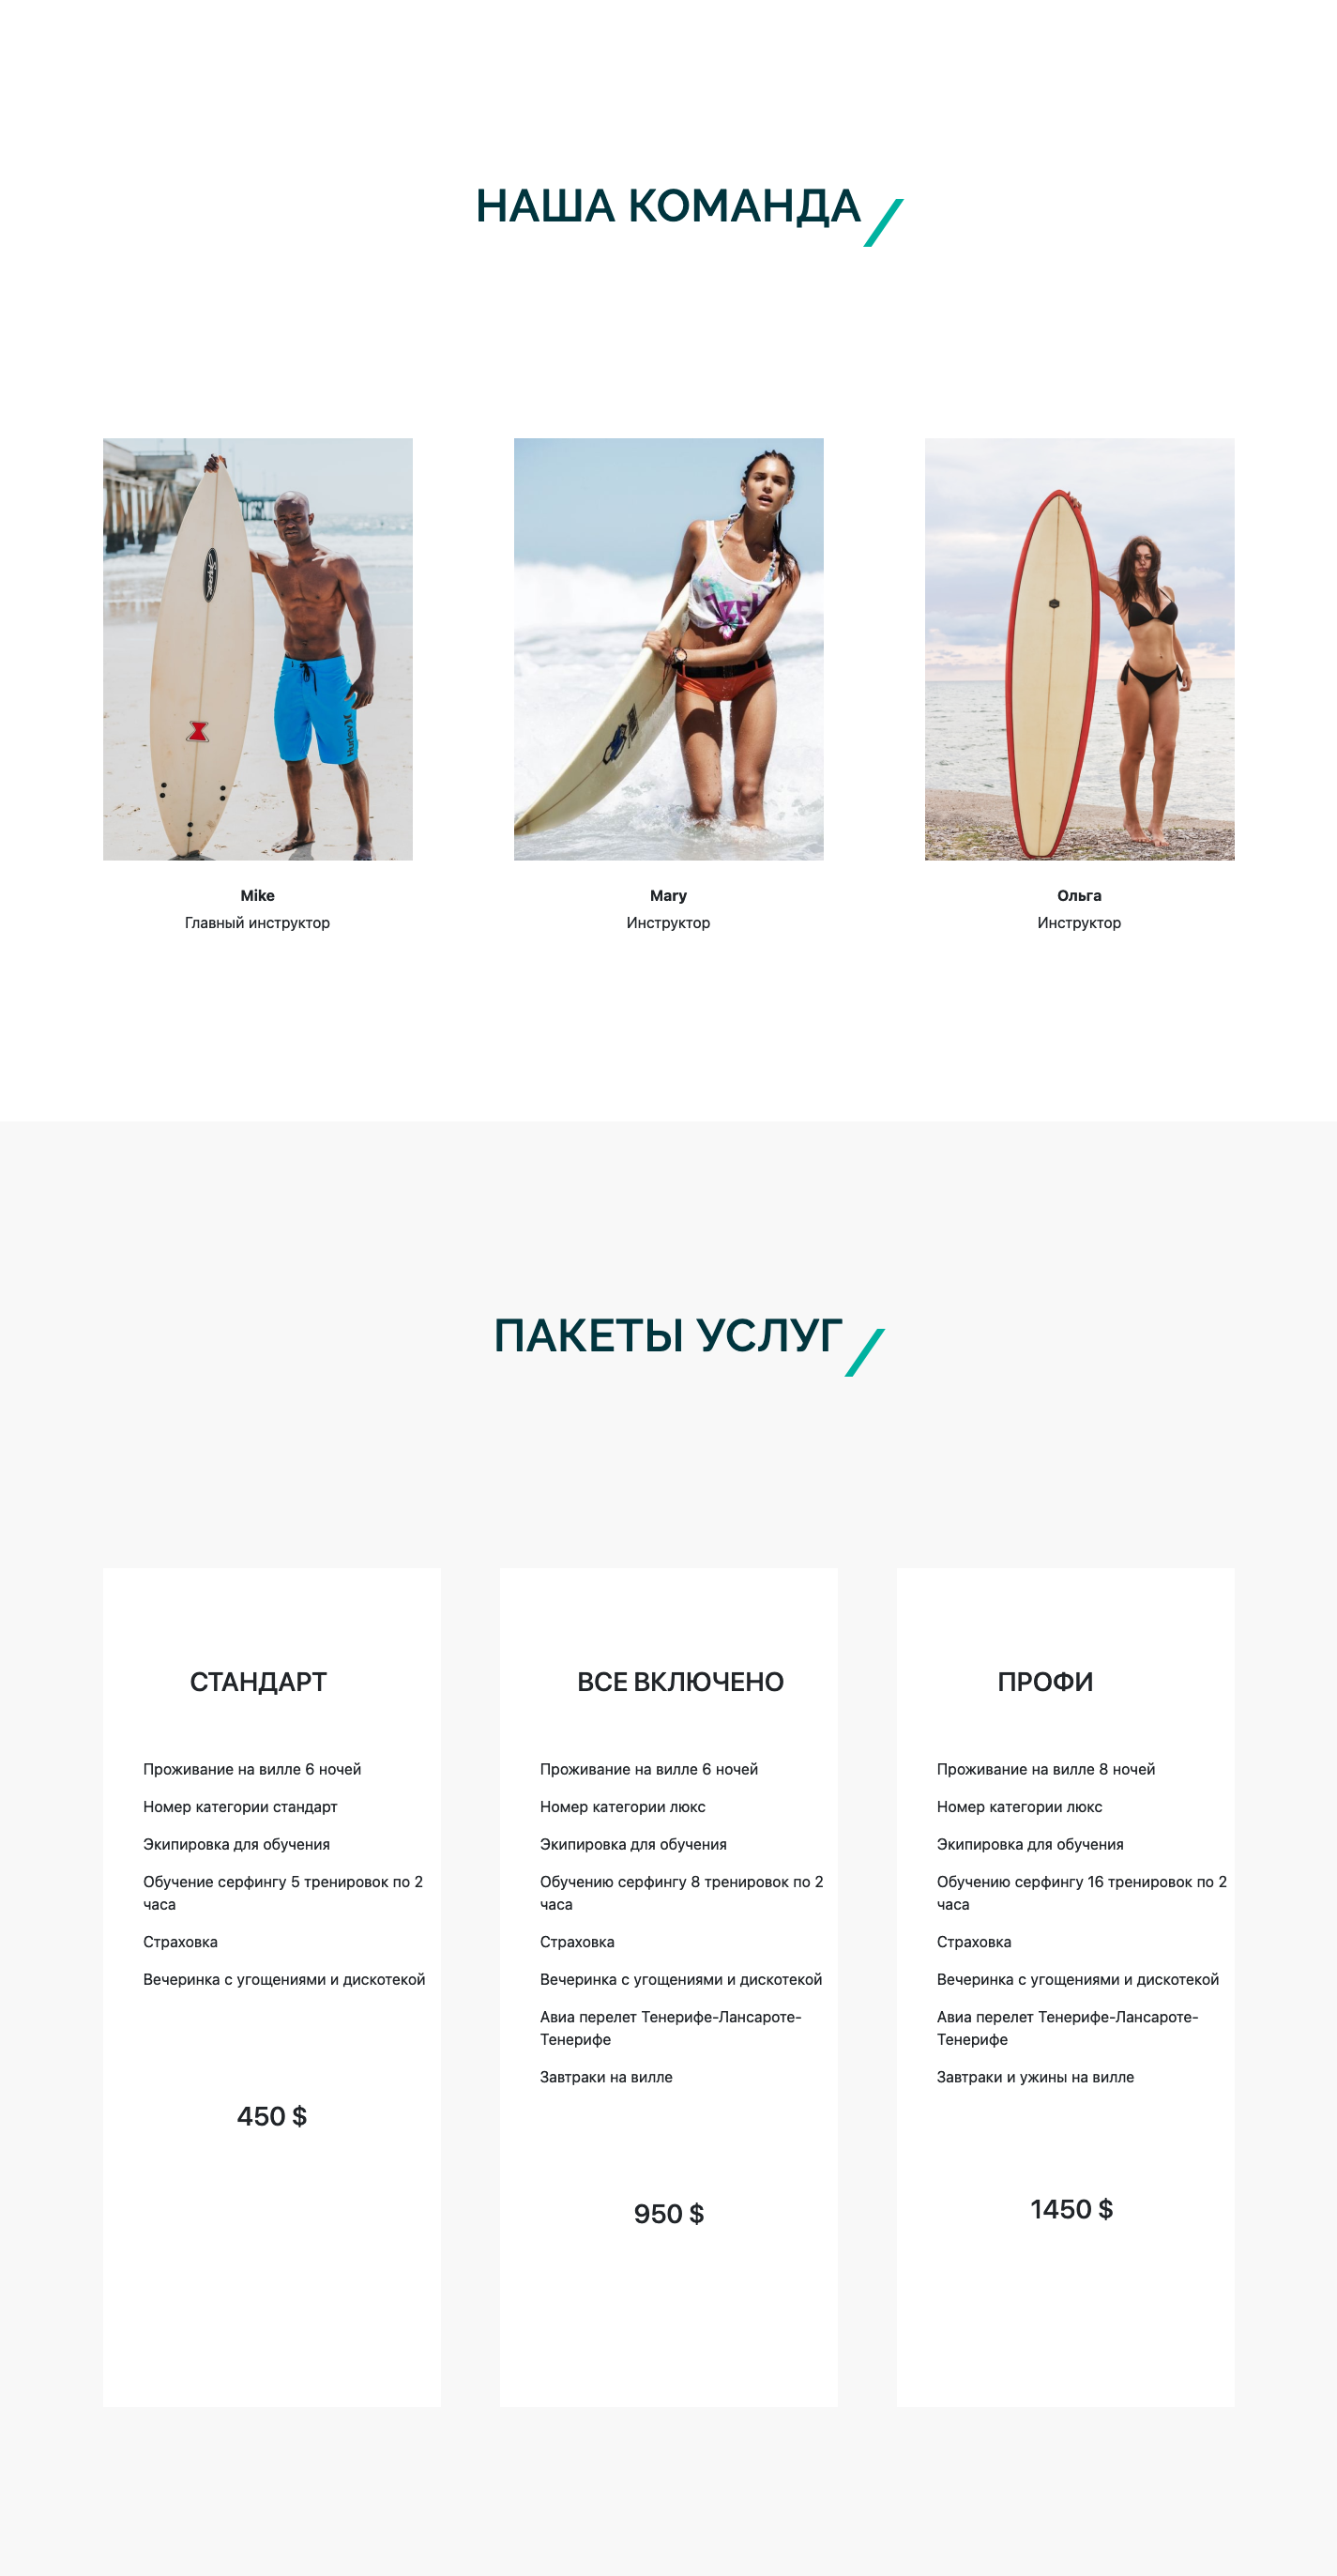 НАША КОМАНДА
Hurley
Mike
Главный инструктор
Mary
Инструктор
Ольга
Инструктор
ПАКЕТЫ УСЛУГ
СТАНДАРТ
Проживание на вилле 6 ночей
Номер категории стандарт
Экипировка для обучения
Обучение серфингу 5 тренировок по 2
часа
Страховка
Вечеринка с угощениями и дискотекой
450 $
ВСЕ ВКЛЮЧЕНО
Проживание на вилле 6 ночей
Номер категории люкс
Экипировка для обучения
Обучению серфингу 8 тренировок по 2
часа
Страховка
Вечеринка с угощениями и дискотекой
Авиа перелет Тенерифе-Лансароте-
Тенерифе
Завтраки на вилле
950 $
ПРОФИ
Проживание на вилле 8 ночей
Номер категории люкс
Экипировка для обучения
Обучению серфингу 16 тренировок по 2
часа
Страховка
Вечеринка с угощениями и дискотекой
Авиа перелет Тенерифе-Лансароте-
Тенерифе
Завтраки и ужины на вилле
1450 $